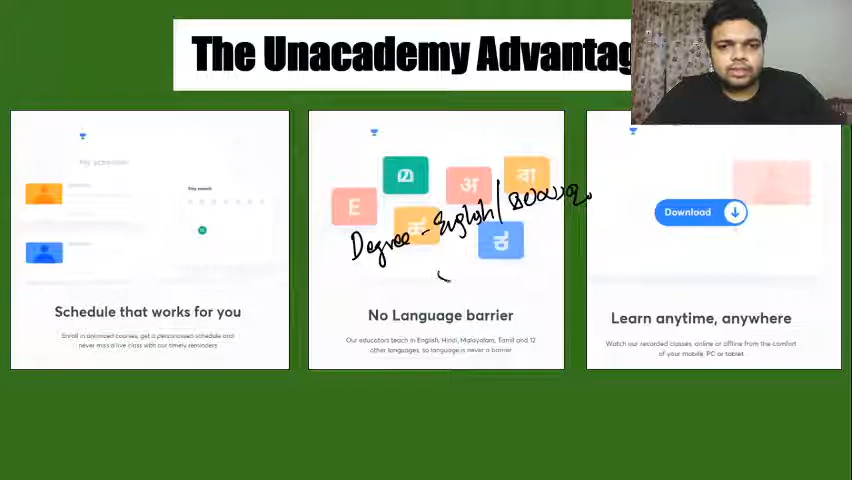 The Unacademy Advantag
My schedule
E
മ
अ
बा
ಕ
Degree - English / മലയാളം
Download
Schedule that works for you
Enroll in unlimited courses, get a personalised schedule and
never miss a live class with our timely reminders
No Language barrier
Our educators teach in English, Hindi, Malayalam, Tamil and 12
other languages, so language is never a barrier
Learn anytime, anywhere
Watch our recorded classes, online or offline from the comfort
of your mobile, PC or tablet